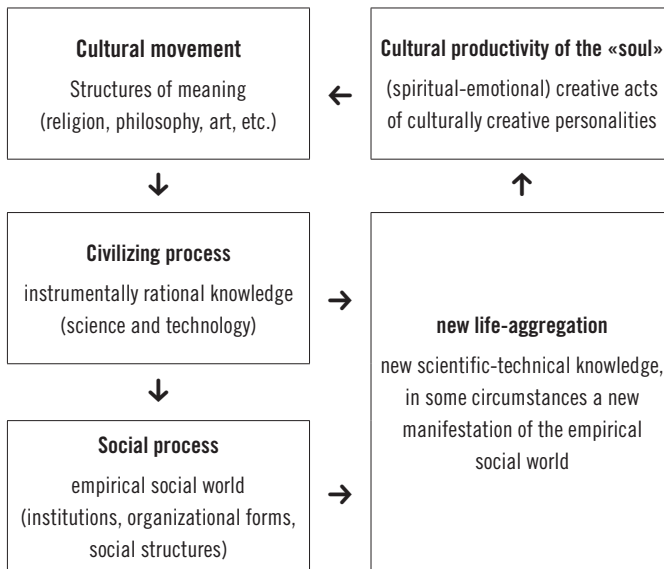 Cultural movement
Structures of meaning
(religion, philosophy, art, etc.)
Cultural productivity of the «soul»
(spiritual-emotional) creative acts
of culturally creative personalities
Civilizing process
instrumentally rational knowledge
(science and technology)
new life-aggregation
new scientific-technical knowledge,
in some circumstances a new
manifestation of the empirical
social world
Social process
empirical social world
(institutions, organizational forms,
social structures)